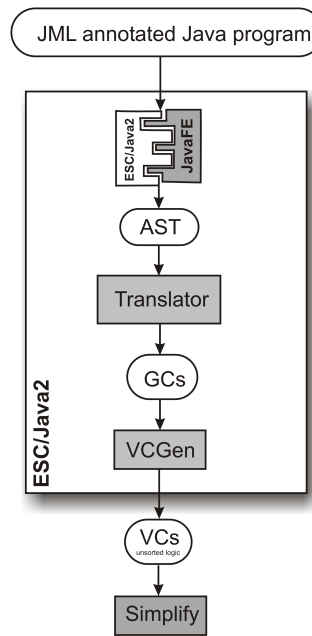 JML annotated Java program
ESC/Java2
JavaFE
AST
Translator
GCs
VCGen
ESC/Java2
VCs
unsorted logic
Simplify